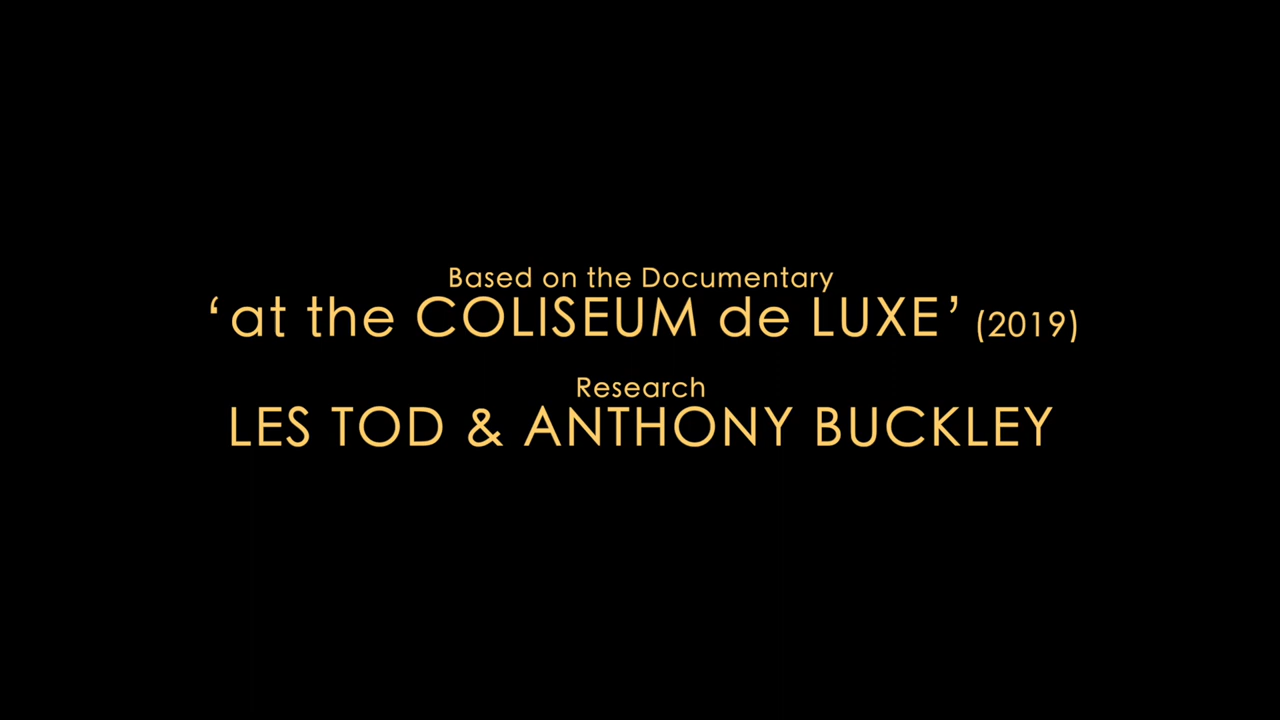 Based on the Documentary
‘at the COLISEUM de LUXE’ (2019)
Research
LES TOD & ANTHONY BUCKLEY